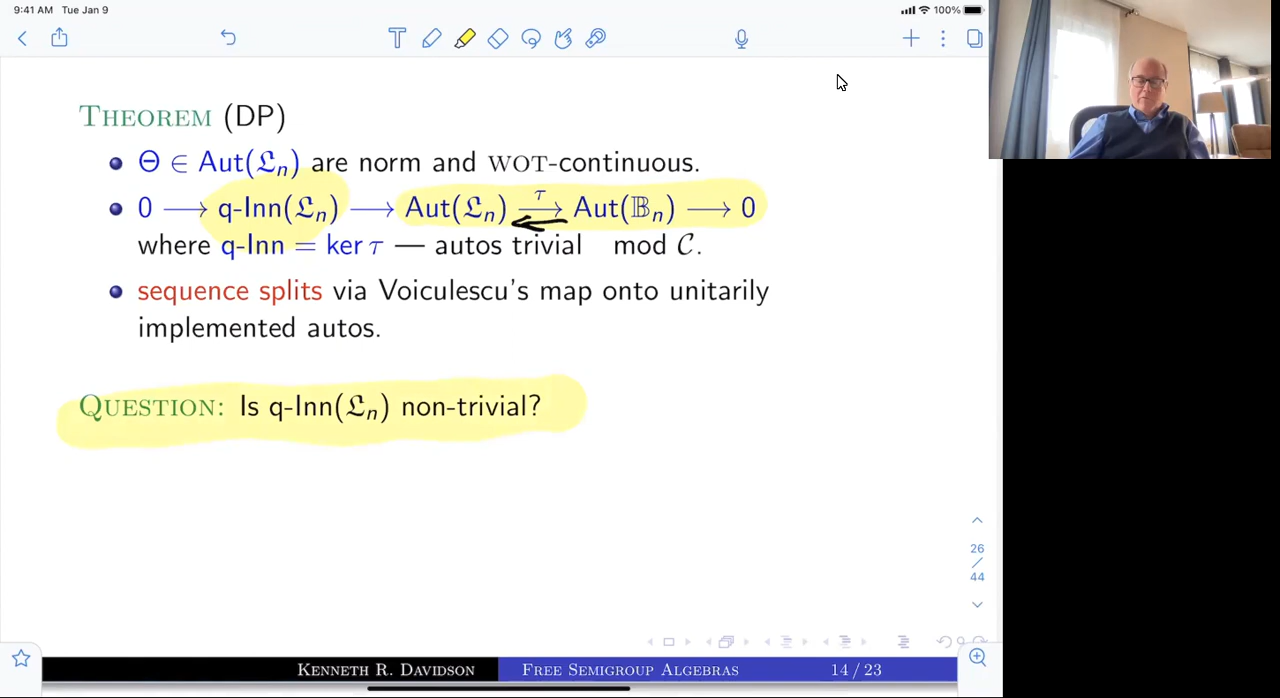 9:41 AM Tue Jan 9
100%
THEOREM (DP)
Θ ∈ Aut(𝔏ₙ) are norm and WOT-continuous.
0 ⟶ q-Inn(𝔏ₙ) ⟶ Aut(𝔏ₙ) ⟶ Aut(𝔹ₙ) ⟶ 0
τ
where q-Inn = ker τ — autos trivial mod 𝒞.
sequence splits via Voiculescu's map onto unitarily
implemented autos.
QUESTION: Is q-Inn(𝔏ₙ) non-trivial?
26
/
44
KENNETH R. DAVIDSON FREE SEMIGROUP ALGEBRAS 14 / 23